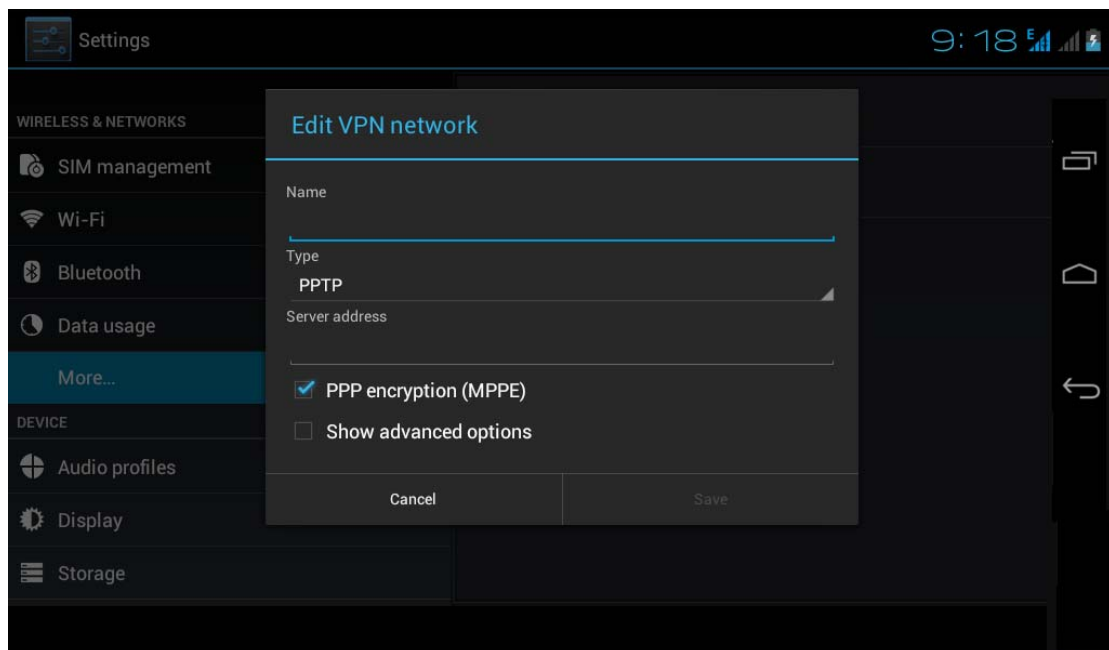 Settings
9:18 E
WIRELESS & NETWORKS
SIM management
Wi-Fi
Bluetooth
Data usage
More...
DEVICE
Audio profiles
Display
Storage
Edit VPN network
Name
Type
PPTP
Server address
PPP encryption (MPPE)
Show advanced options
Cancel
Save